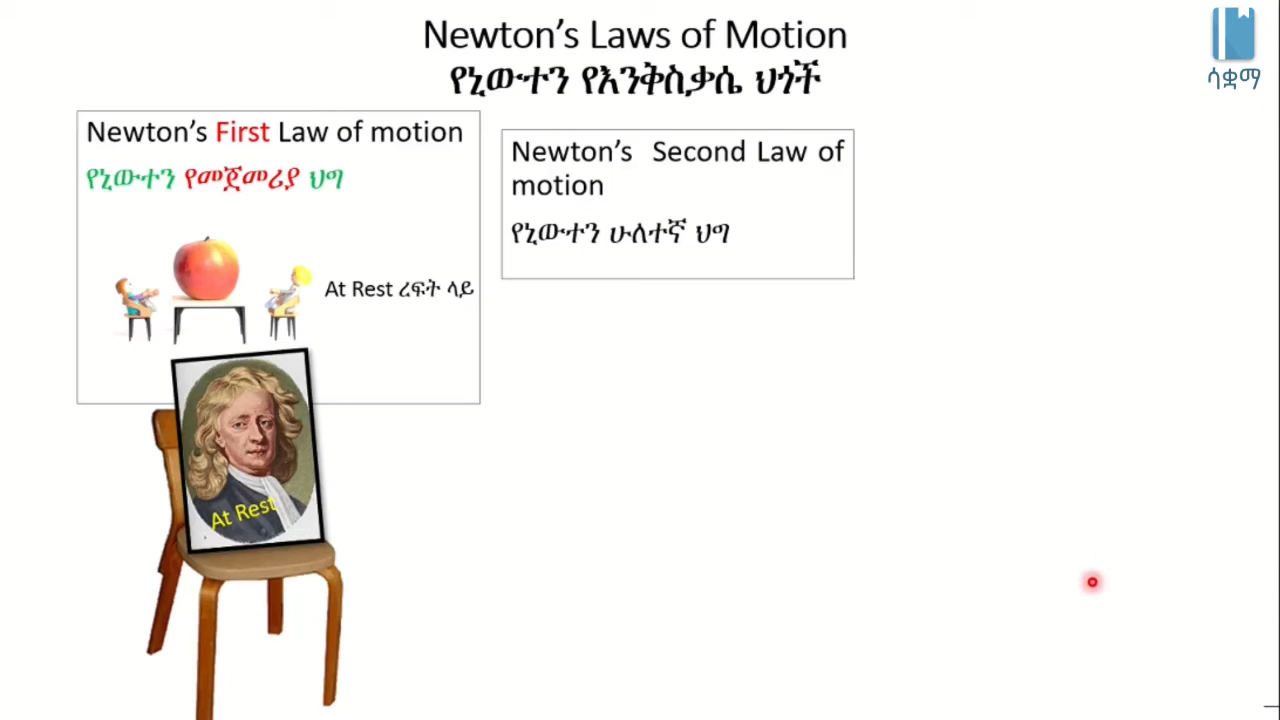 Newton's Laws of Motion
የኒውተን የእንቅስቃሴ ህጎች
ሳቋማ
Newton's First Law of motion
የኒውተን የመጀመሪያ ህግ
At Rest ረፍት ላይ
At Rest
Newton's Second Law of
motion
የኒውተን ሁለተኛ ህግ